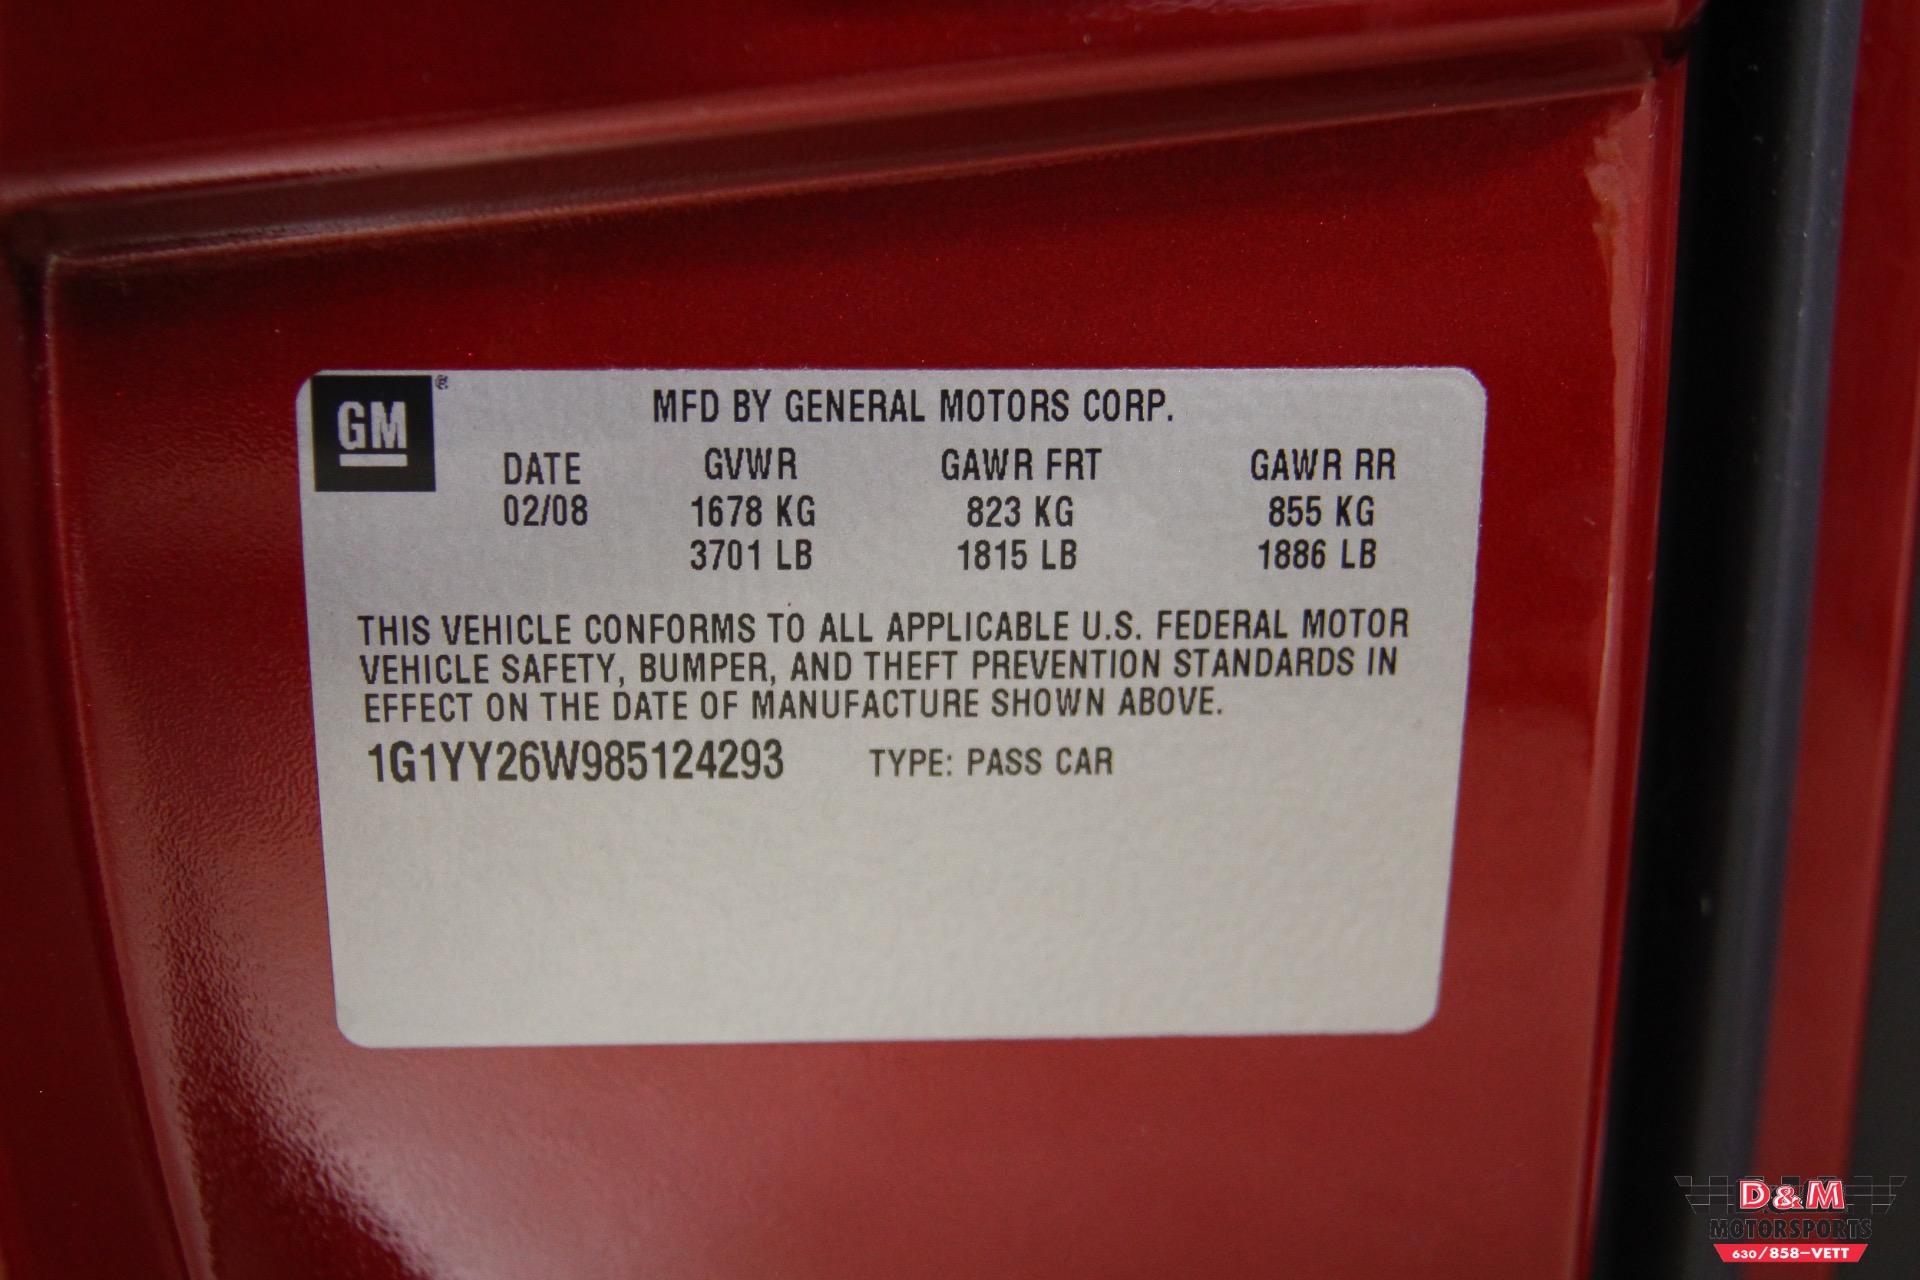 GM®
MFD BY GENERAL MOTORS CORP.
DATE GVWR GAWR FRT GAWR RR
02/08 1678 KG 823 KG 855 KG
3701 LB 1815 LB 1886 LB
THIS VEHICLE CONFORMS TO ALL APPLICABLE U.S. FEDERAL MOTOR
VEHICLE SAFETY, BUMPER, AND THEFT PREVENTION STANDARDS IN
EFFECT ON THE DATE OF MANUFACTURE SHOWN ABOVE.
1G1YY26W985124293 TYPE: PASS CAR
D&M
MOTORSPORTS
630/858-VETT